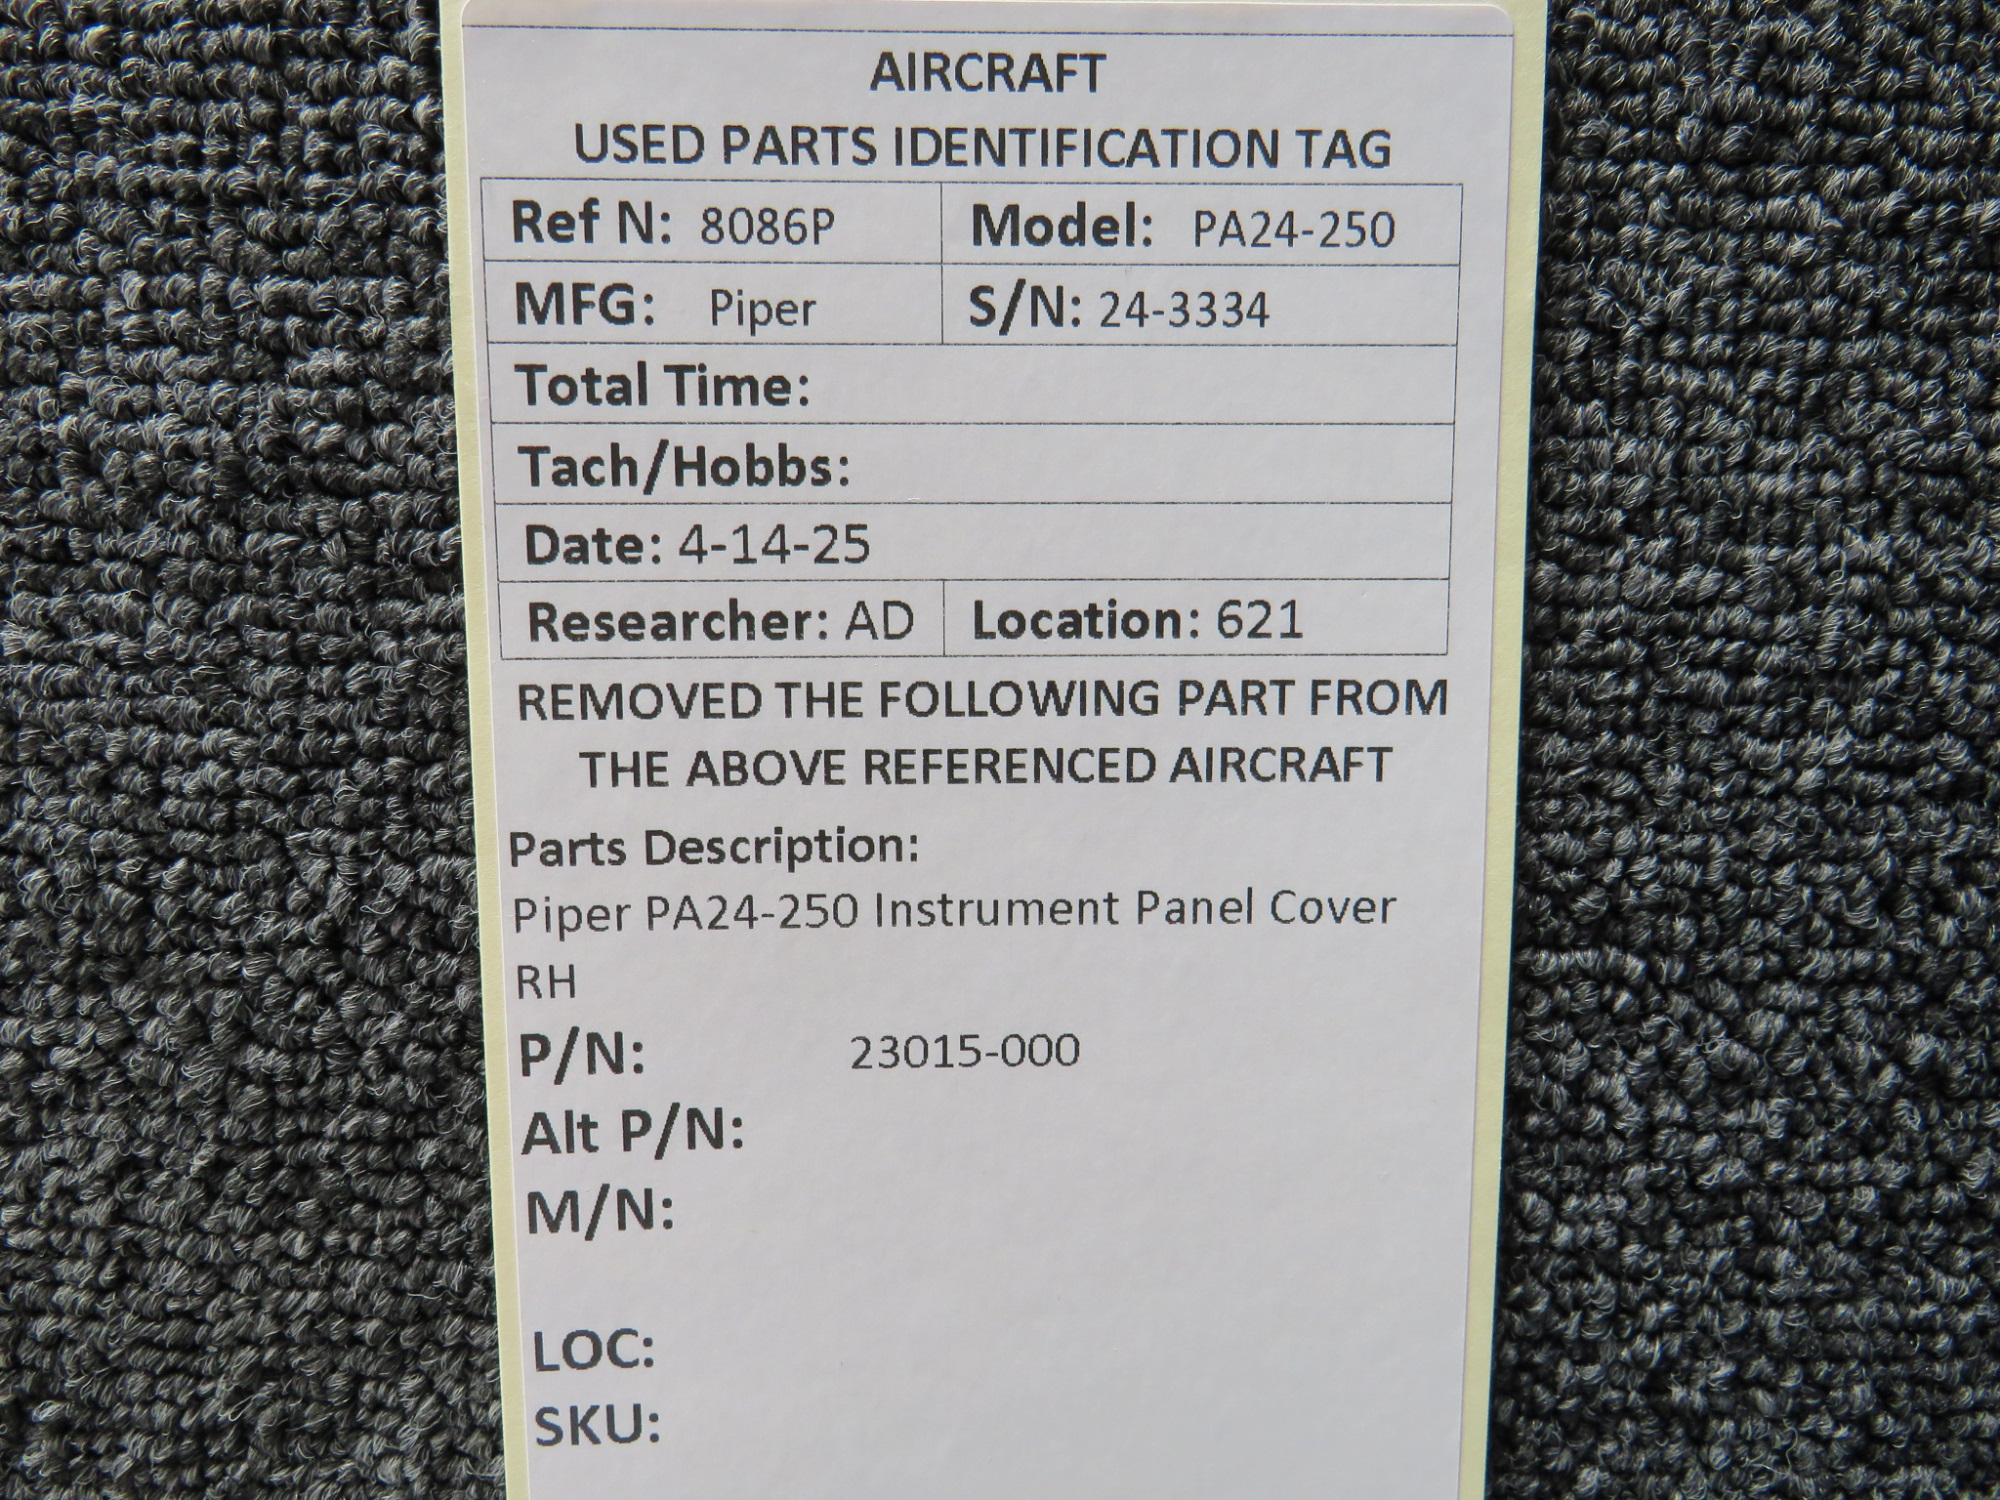 AIRCRAFT
USED PARTS IDENTIFICATION TAG
Ref N: 8086P Model: PA24-250
MFG: Piper S/N: 24-3334
Total Time:
Tach/Hobbs:
Date: 4-14-25
Researcher: AD Location: 621
REMOVED THE FOLLOWING PART FROM
THE ABOVE REFERENCED AIRCRAFT
Parts Description:
Piper PA24-250 Instrument Panel Cover
RH
P/N: 23015-000
Alt P/N:
M/N:
LOC:
SKU: